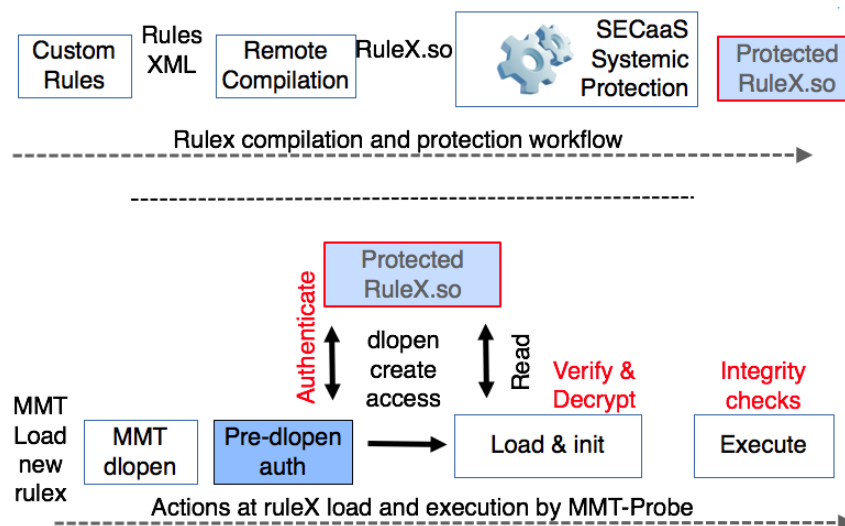 Custom
Rules
Rules
XML
Remote
Compilation
RuleX.so
SECaaS
Systemic
Protection
Protected
RuleX.so
Rulex compilation and protection workflow
Protected
RuleX.so
Authenticate
dlopen
create
access
Read
Verify &
Decrypt
Integrity
checks
MMT
Load
new
rulex
MMT
dlopen
Pre-dlopen
auth
Load & init
Execute
Actions at ruleX load and execution by MMT-Probe